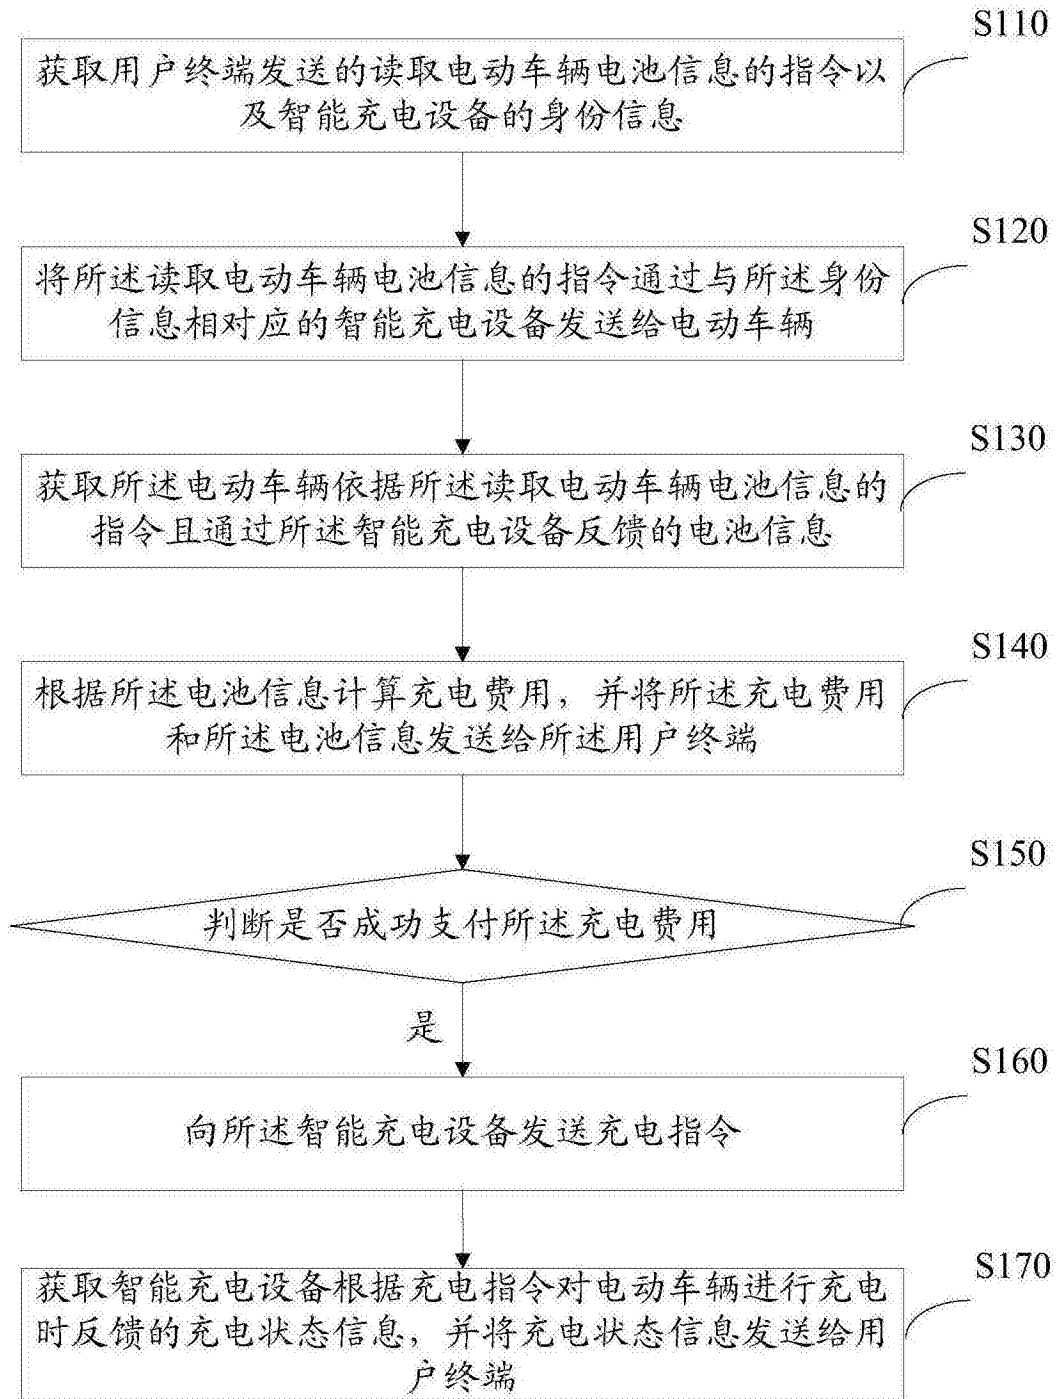 S110
获取用户终端发送的读取电动车辆电池信息的指令以
及智能充电设备的身份信息
S120
将所述读取电动车辆电池信息的指令通过与所述身份
信息相对应的智能充电设备发送给电动车辆
S130
获取所述电动车辆依据所述读取电动车辆电池信息的
指令且通过所述智能充电设备反馈的电池信息
S140
根据所述电池信息计算充电费用，并将所述充电费用
和所述电池信息发送给所述用户终端
S150
判断是否成功支付所述充电费用
是
S160
向所述智能充电设备发送充电指令
S170
获取智能充电设备根据充电指令对电动车辆进行充电
时反馈的充电状态信息，并将充电状态信息发送给用
户终端